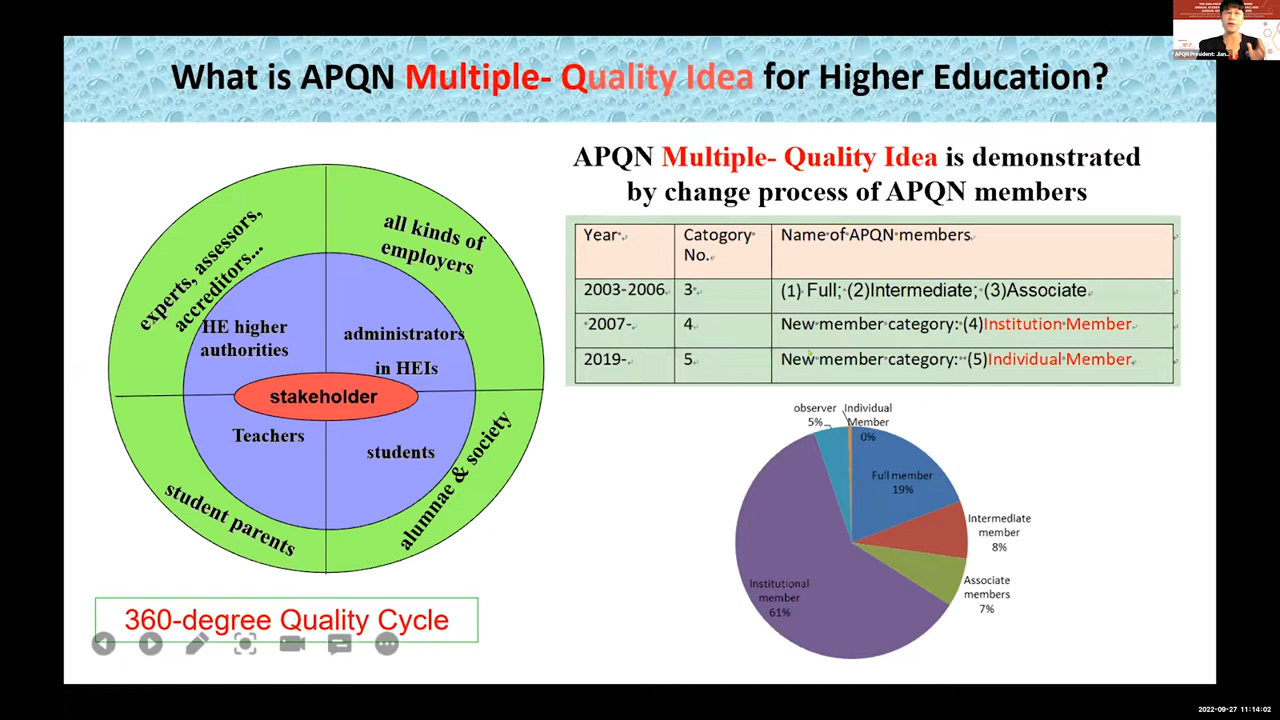 What is APQN Multiple- Quality Idea for Higher Education?
APQN Multiple- Quality Idea is demonstrated
by change process of APQN members
experts, assessors,
accreditors...
all kinds of
employers
HE higher
authorities
administrators
in HEIs
stakeholder
Teachers
students
student parents
alumnae & society
360-degree Quality Cycle
Year Catogory Name of APQN members
No.
2003-2006 3 (1) Full; (2)Intermediate; (3)Associate
2007- 4 New member category: (4)Institution Member
2019- 5 New member category: (5)Individual Member
observer
5%
Individual
Member
0%
Full member
19%
Intermediate
member
8%
Associate
members
7%
Institutional
member
61%
APQN President: Jian...
2022-09-27 11:14:02